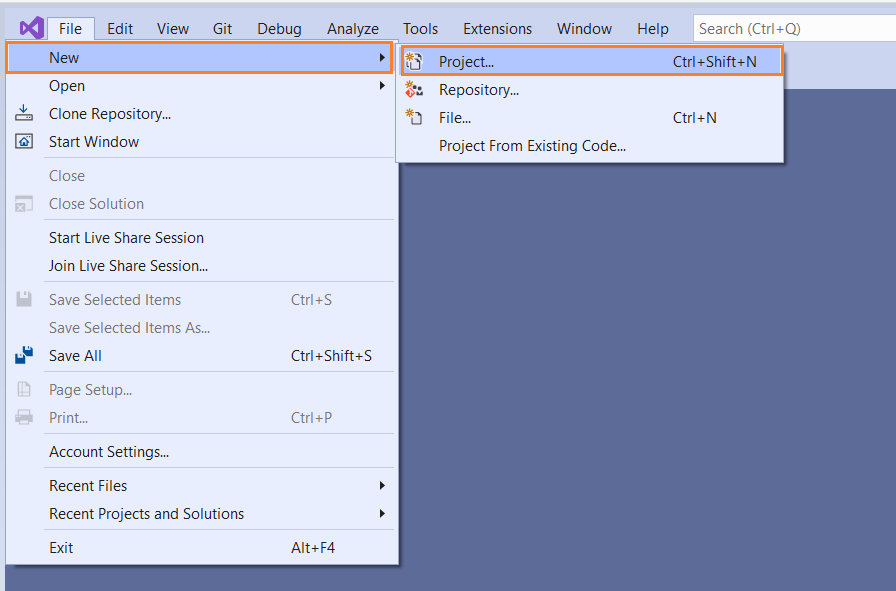 File Edit View Git Debug Analyze Tools Extensions Window Help Search (Ctrl+Q)
New
Open
Clone Repository...
Start Window
Close
Close Solution
Start Live Share Session
Join Live Share Session...
Save Selected Items Ctrl+S
Save Selected Items As...
Save All Ctrl+Shift+S
Page Setup...
Print... Ctrl+P
Account Settings...
Recent Files
Recent Projects and Solutions
Exit Alt+F4
Project... Ctrl+Shift+N
Repository...
File... Ctrl+N
Project From Existing Code...